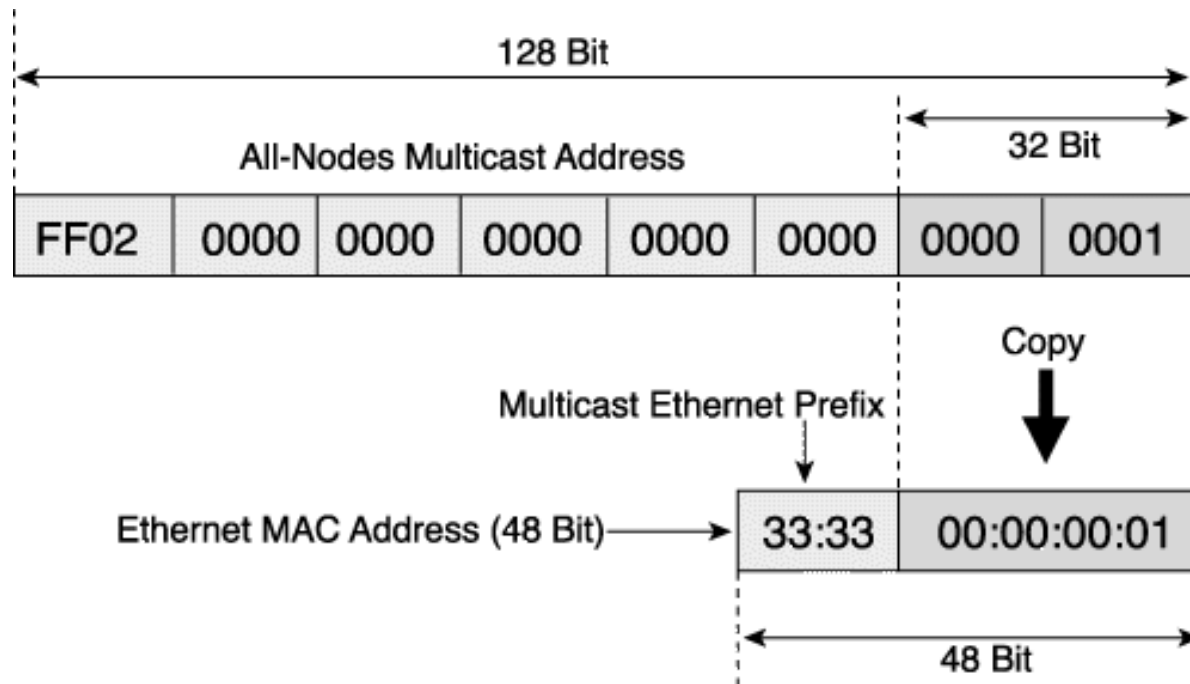 128 Bit
32 Bit
All-Nodes Multicast Address
FF02 0000 0000 0000 0000 0000 0000 0001
Copy
Multicast Ethernet Prefix
Ethernet MAC Address (48 Bit) 33:33 00:00:00:01
48 Bit